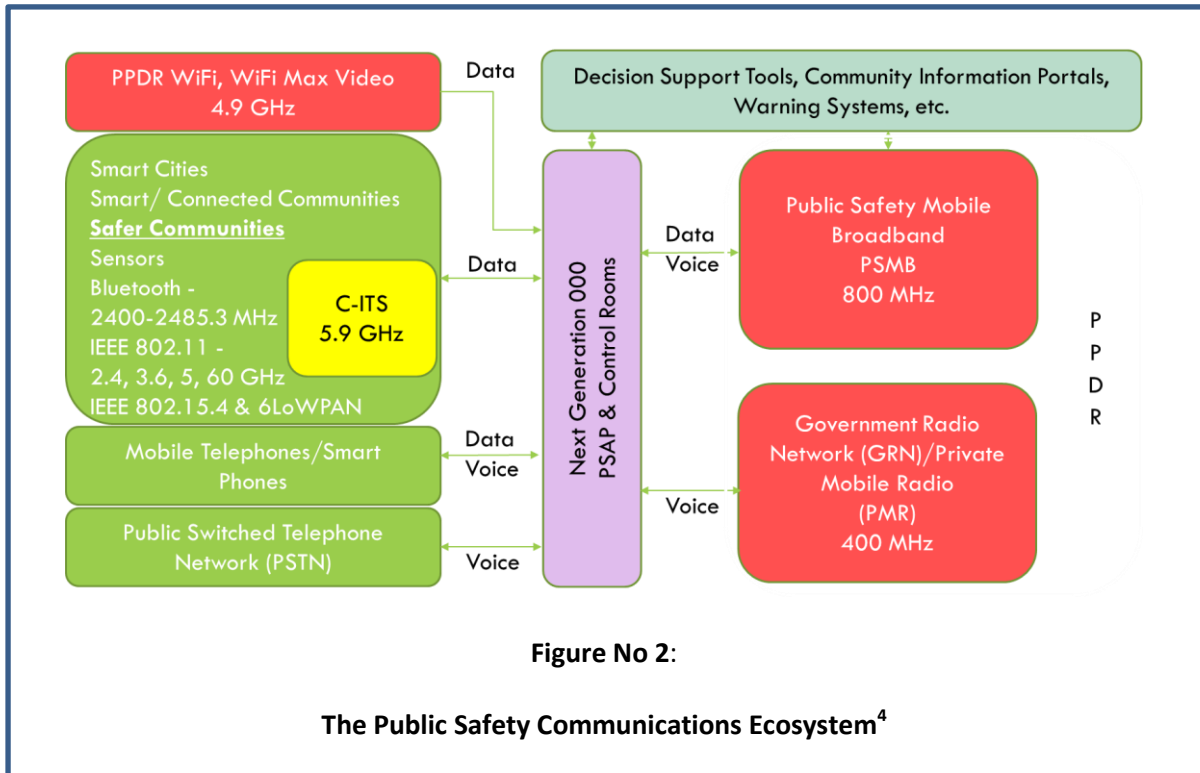 PPDR WiFi, WiFi Max Video
4.9 GHz
Data
Decision Support Tools, Community Information Portals,
Warning Systems, etc.
Smart Cities
Smart/ Connected Communities
Safer Communities
Sensors
Bluetooth -
2400-2485.3 MHz
IEEE 802.11 -
2.4, 3.6, 5, 60 GHz
IEEE 802.15.4 & 6LoWPAN
C-ITS
5.9 GHz
Data
Mobile Telephones/Smart
Phones
Data
Voice
Public Switched Telephone
Network (PSTN)
Voice
Next Generation 000
PSAP & Control Rooms
Data
Voice
Public Safety Mobile
Broadband
PSMB
800 MHz
Voice
Government Radio
Network (GRN)/Private
Mobile Radio
(PMR)
400 MHz
P
P
D
R
Figure No 2:
The Public Safety Communications Ecosystem4